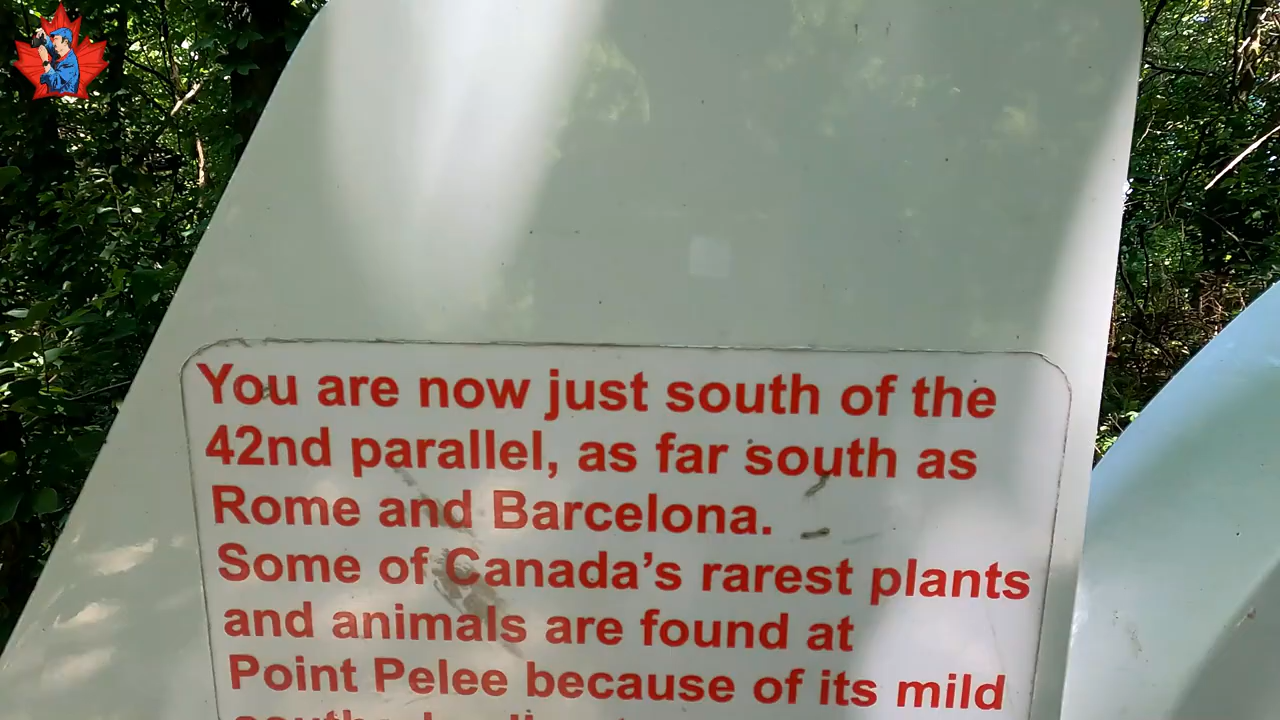 You are now just south of the
42nd parallel, as far south as
Rome and Barcelona.
Some of Canada's rarest plants
and animals are found at
Point Pelee because of its mild